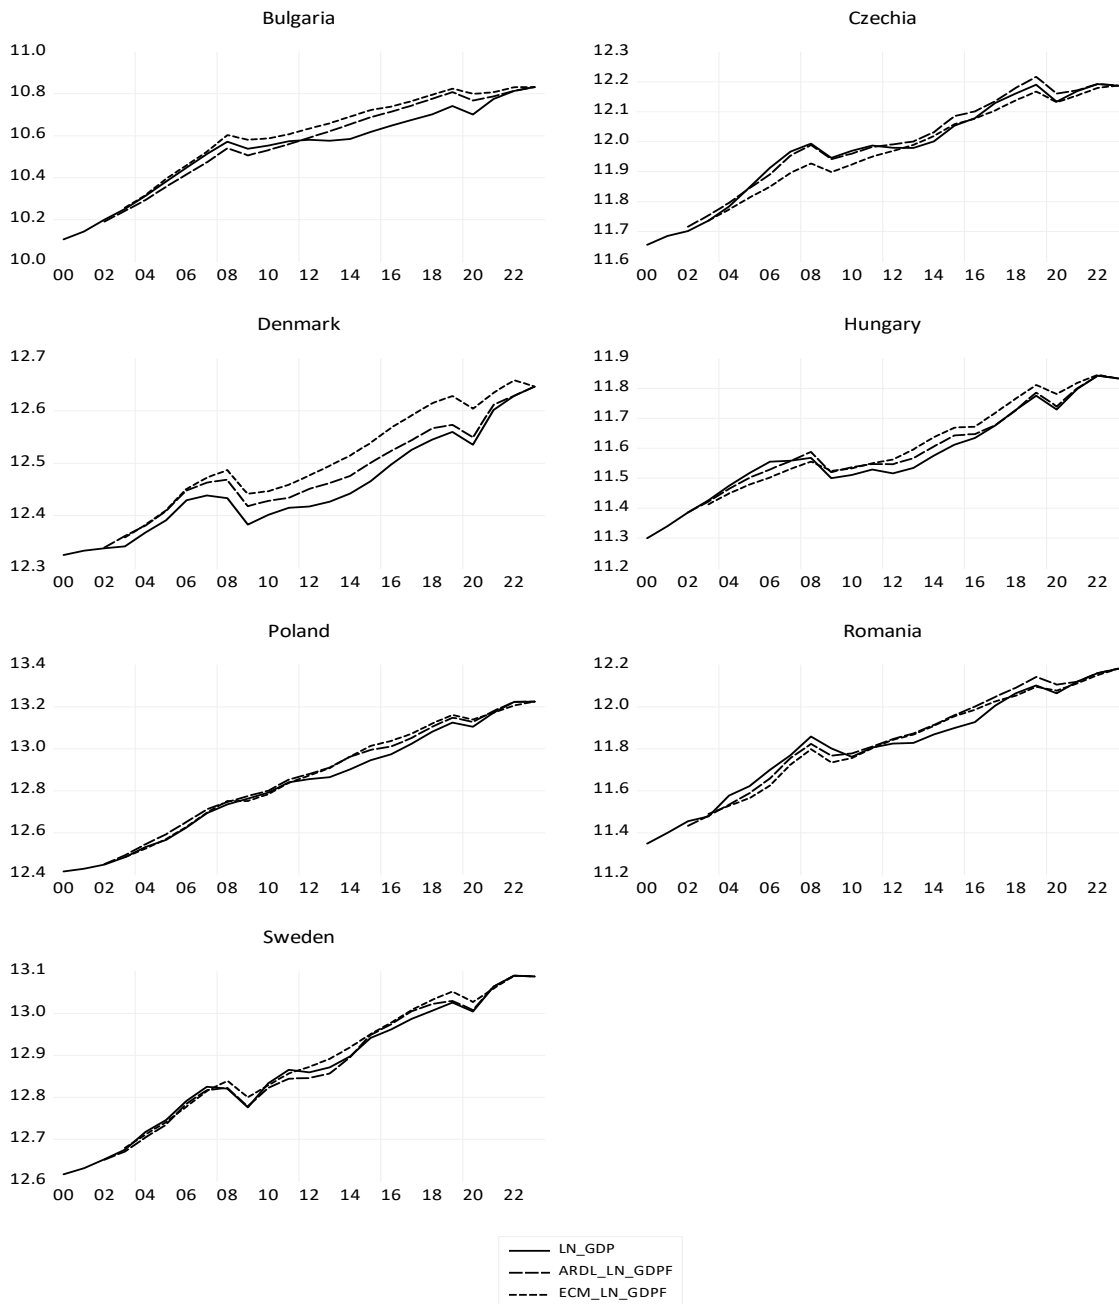 Bulgaria
11.0
10.8
10.6
10.4
10.2
10.0
00 02 04 06 08 10 12 14 16 18 20 22
Czechia
12.3
12.2
12.1
12.0
11.9
11.8
11.7
11.6
00 02 04 06 08 10 12 14 16 18 20 22
Denmark
12.7
12.6
12.5
12.4
12.3
00 02 04 06 08 10 12 14 16 18 20 22
Hungary
11.9
11.8
11.7
11.6
11.5
11.4
11.3
11.2
00 02 04 06 08 10 12 14 16 18 20 22
Poland
13.4
13.2
13.0
12.8
12.6
12.4
00 02 04 06 08 10 12 14 16 18 20 22
Romania
12.2
12.0
11.8
11.6
11.4
11.2
00 02 04 06 08 10 12 14 16 18 20 22
Sweden
13.1
13.0
12.9
12.8
12.7
12.6
00 02 04 06 08 10 12 14 16 18 20 22
LN_GDP
ARDL_LN_GDPF
ECM_LN_GDPF